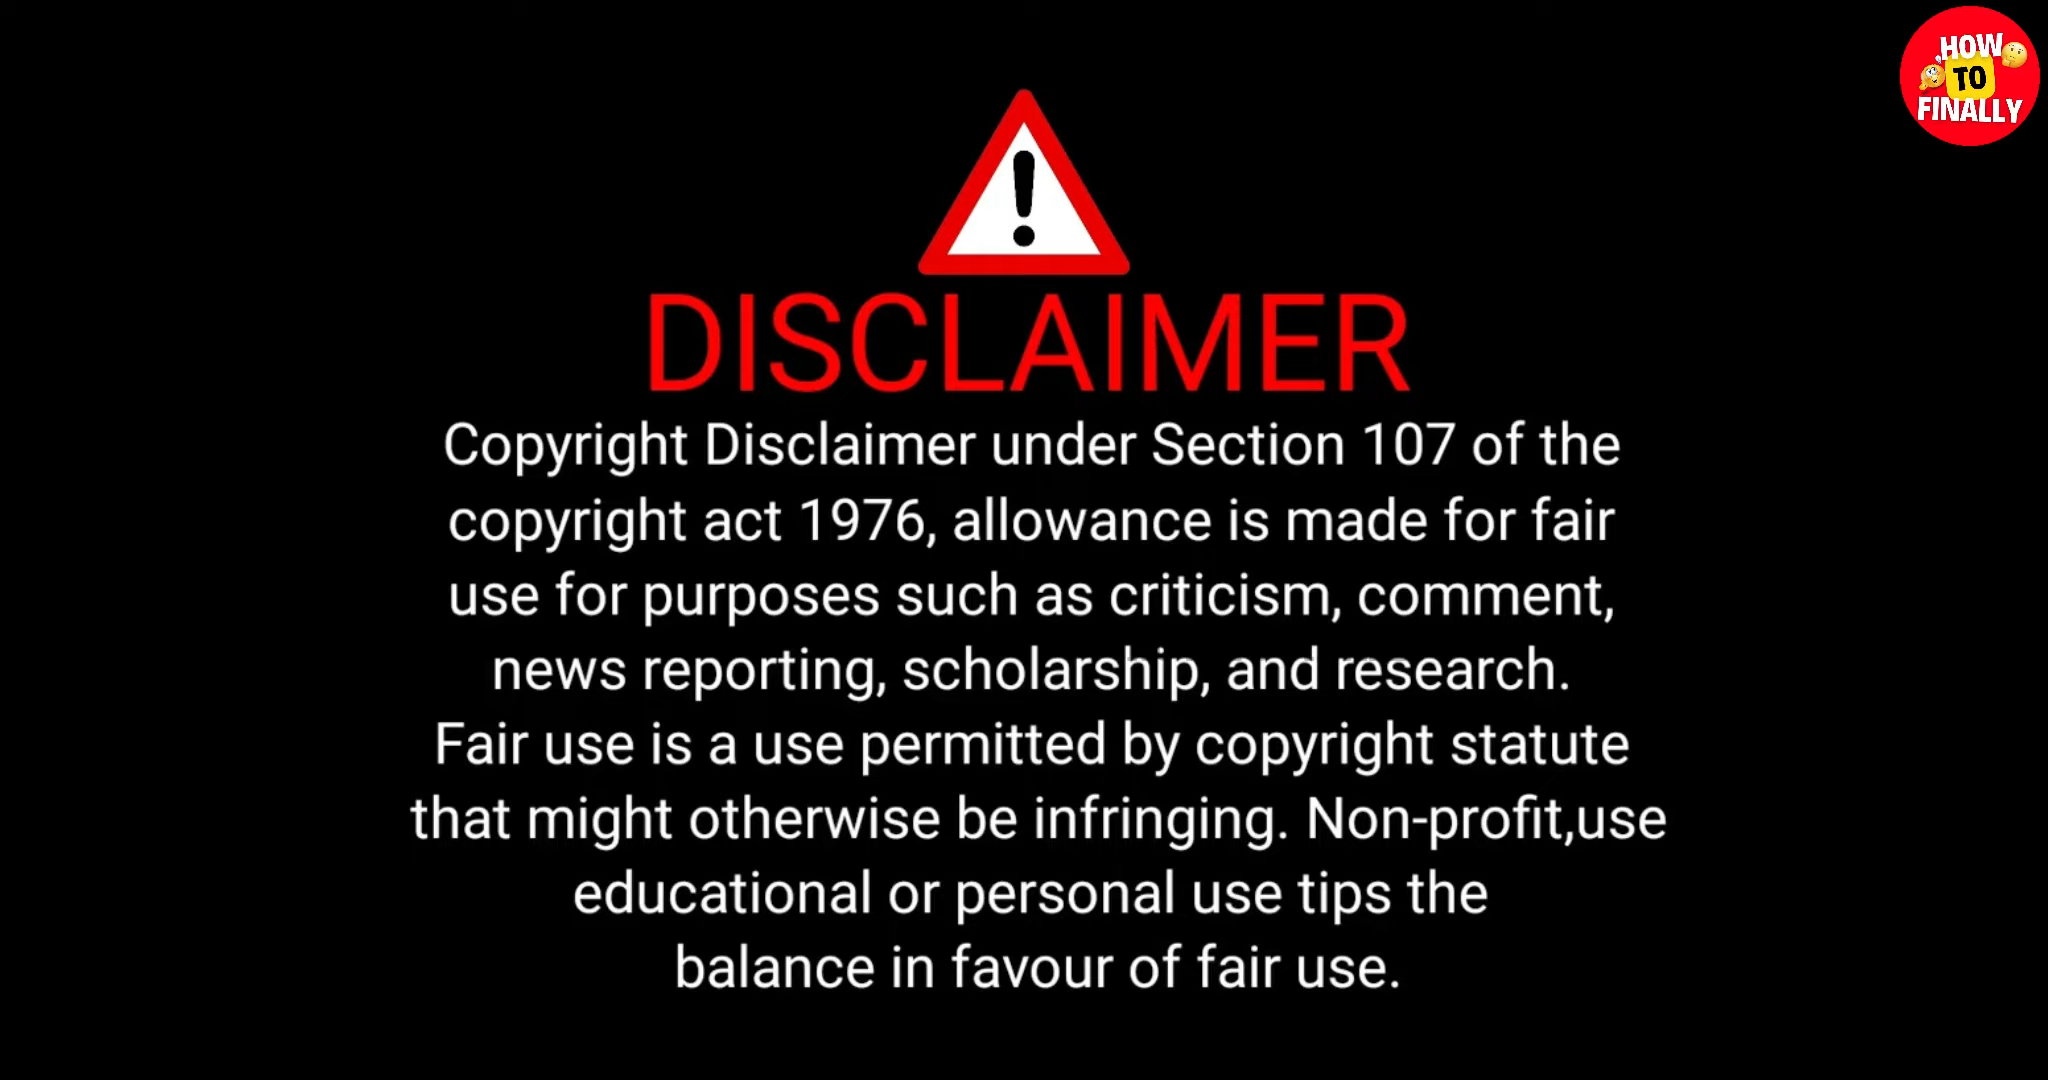 HOW
TO
FINALLY
!
DISCLAIMER
Copyright Disclaimer under Section 107 of the
copyright act 1976, allowance is made for fair
use for purposes such as criticism, comment,
news reporting, scholarship, and research.
Fair use is a use permitted by copyright statute
that might otherwise be infringing. Non-profit,use
educational or personal use tips the
balance in favour of fair use.